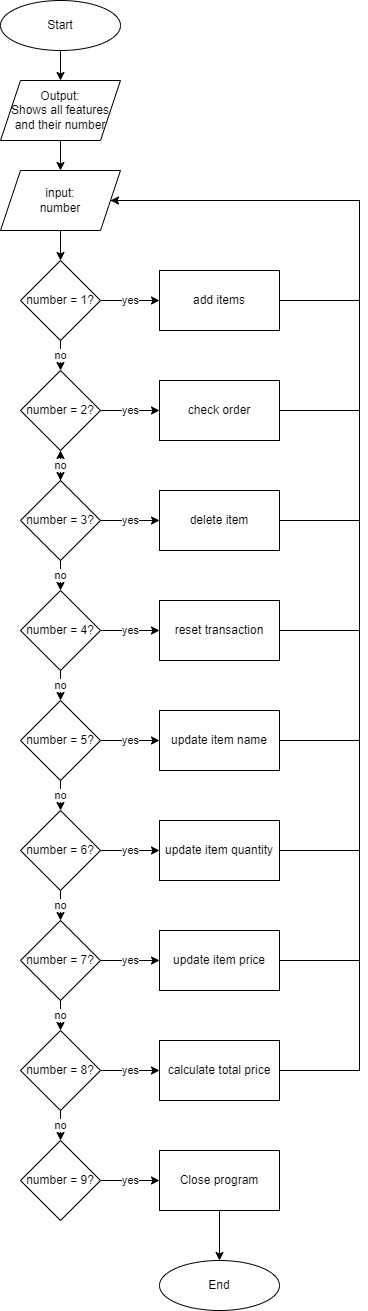 Start
Output:
Shows all features
and their number
input:
number
number = 1?
yes
add items
no
number = 2?
yes
check order
no
number = 3?
yes
delete item
no
number = 4?
yes
reset transaction
no
number = 5?
yes
update item name
no
number = 6?
yes
update item quantity
no
number = 7?
yes
update item price
no
number = 8?
yes
calculate total price
no
number = 9?
yes
Close program
End